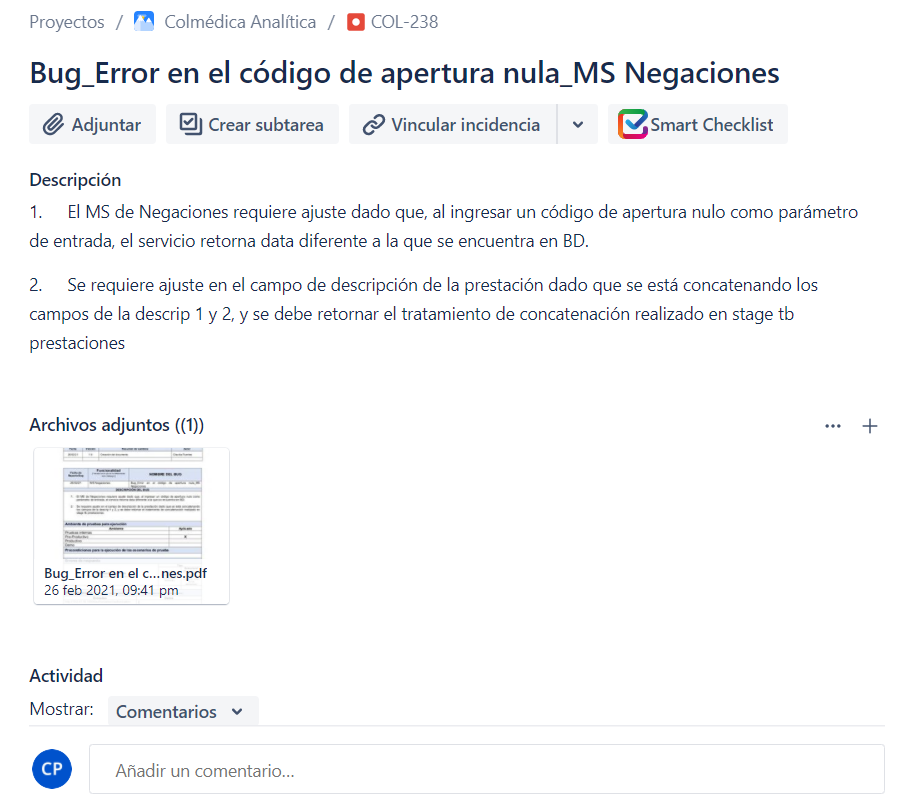 Proyectos / Colmédica Analítica / COL-238
Bug_Error en el código de apertura nula_MS Negaciones
Adjuntar Crear subtarea Vincular incidencia Smart Checklist
Descripción
1. El MS de Negaciones requiere ajuste dado que, al ingresar un código de apertura nulo como parámetro
de entrada, el servicio retorna data diferente a la que se encuentra en BD.
2. Se requiere ajuste en el campo de descripción de la prestación dado que se está concatenando los
campos de la descrip 1 y 2, y se debe retornar el tratamiento de concatenación realizado en stage tb
prestaciones
Archivos adjuntos ((1))
NOMBRE DEL BUG
Bug_Error en el c...nes.pdf
26 feb 2021, 09:41 pm
Actividad
Mostrar: Comentarios
CP Añadir un comentario...